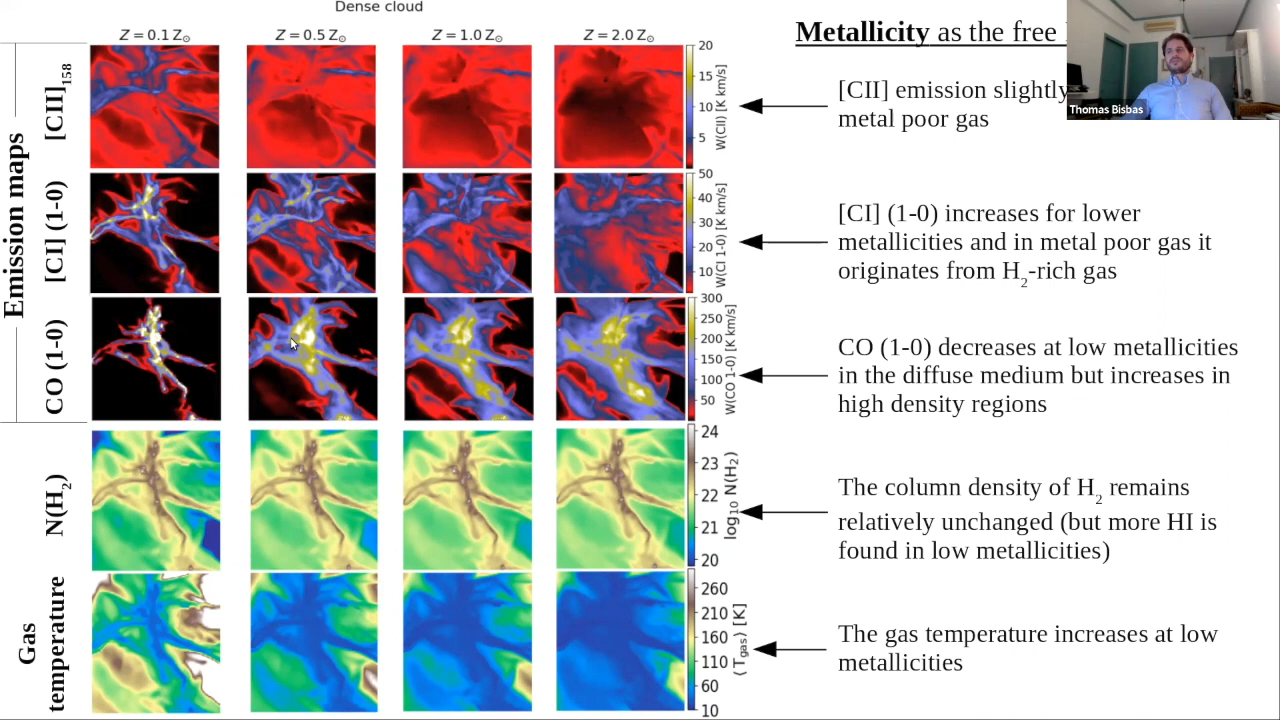 Dense cloud
Z = 0.1 Z⊙
Z = 0.5 Z⊙
Z = 1.0 Z⊙
Z = 2.0 Z⊙
Metallicity as the free
Thomas Bisbas
Emission maps
[CII]158
20
15
10
5
W(CII) [K km/s]
[CII] emission slightly
metal poor gas
[CI] (1-0)
50
40
30
20
10
W(CI 1-0) [K km/s]
[CI] (1-0) increases for lower
metallicities and in metal poor gas it
originates from H2-rich gas
CO (1-0)
300
250
200
150
100
50
W(CO 1-0) [K km/s]
CO (1-0) decreases at low metallicities
in the diffuse medium but increases in
high density regions
N(H2)
24
23
22
21
20
log10 N(H2)
The column density of H2 remains
relatively unchanged (but more HI is
found in low metallicities)
Gas
temperature
260
210
160
110
60
10
⟨Tgas⟩ [K]
The gas temperature increases at low
metallicities